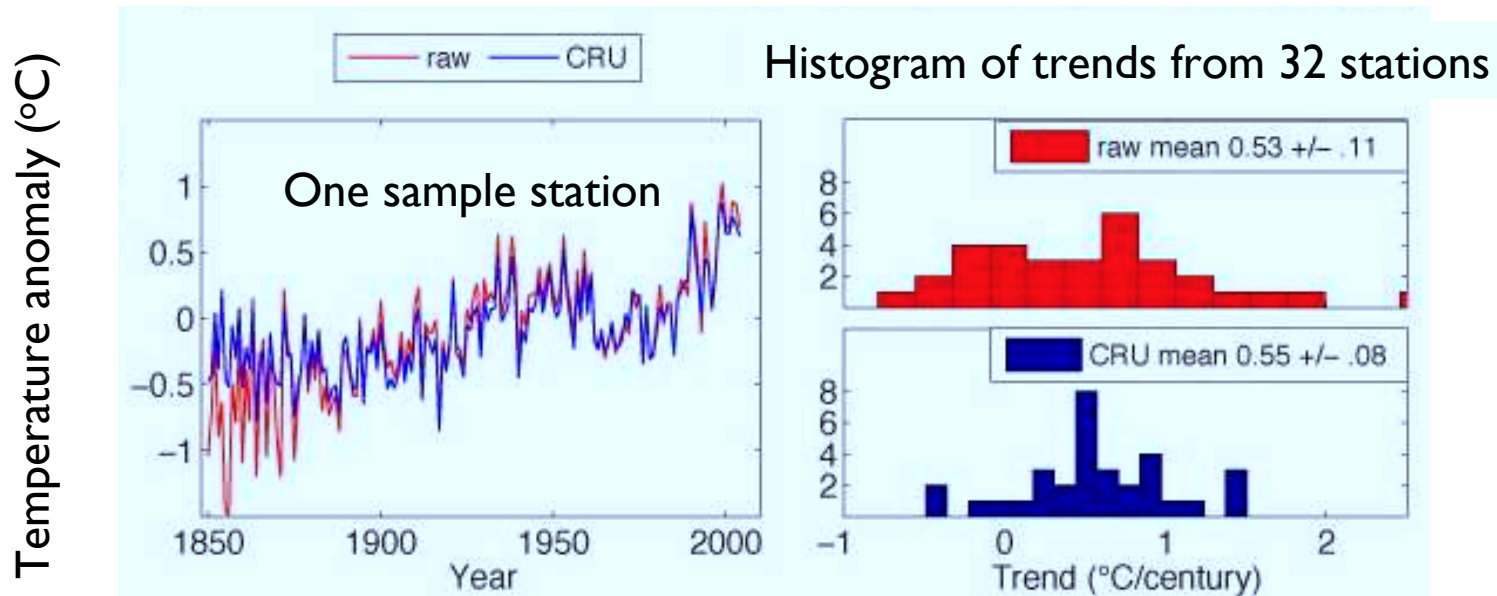 Temperature anomaly (°C)
raw CRU
Histogram of trends from 32 stations
One sample station
1
0.5
0
−0.5
−1
1850 1900 1950 2000
Year
raw mean 0.53 +/− .11
8
6
4
2
CRU mean 0.55 +/− .08
8
6
4
2
−1 0 1 2
Trend (°C/century)